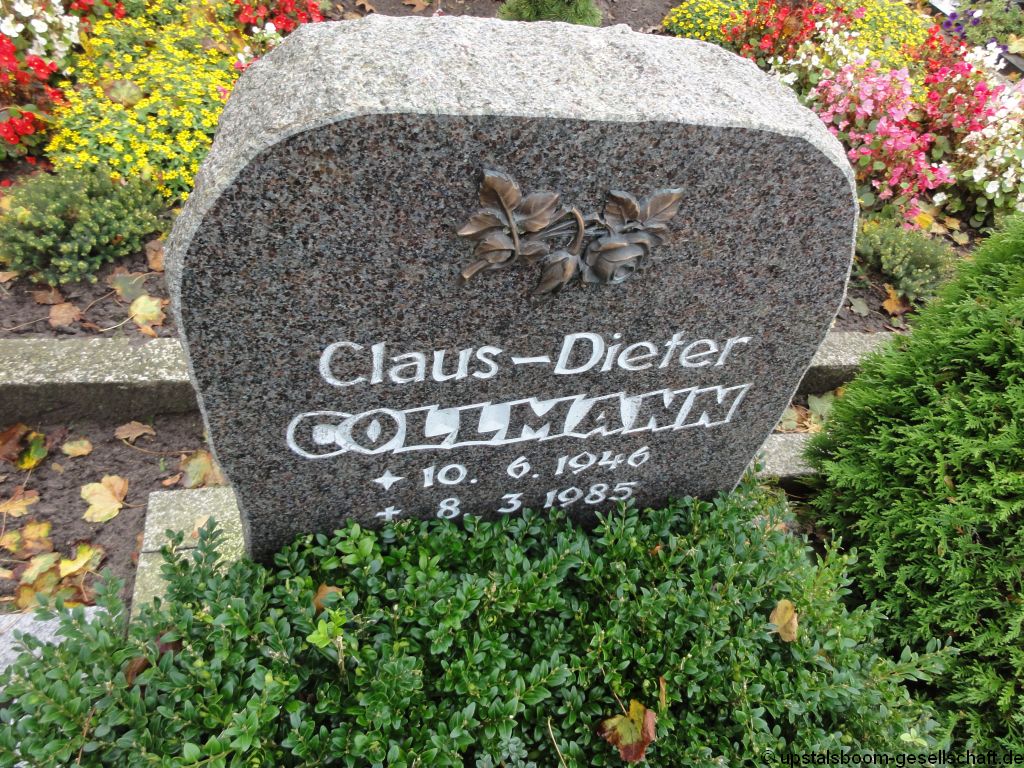 Claus-Dieter
COLLMANN
✦ 10. 6. 1946
✝ 8. 3. 1985
© upstalsboom-gesellschaft.de